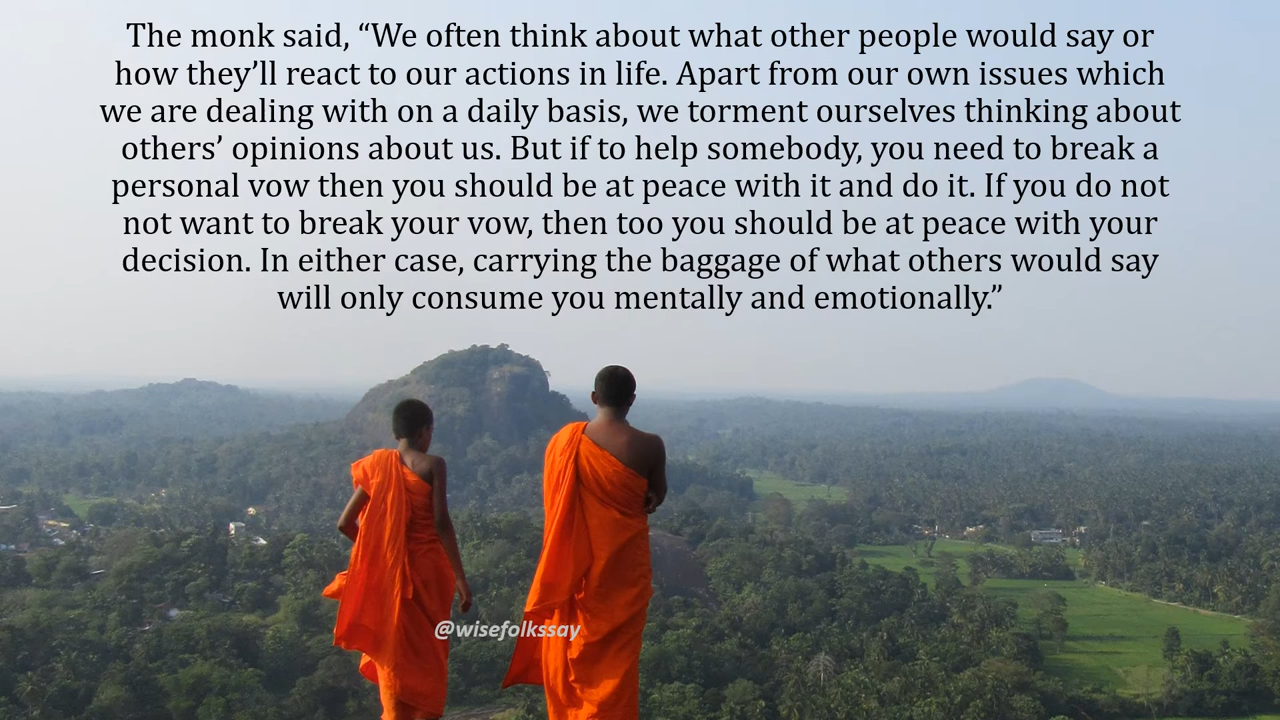 The monk said, “We often think about what other people would say or
how they’ll react to our actions in life. Apart from our own issues which
we are dealing with on a daily basis, we torment ourselves thinking about
others’ opinions about us. But if to help somebody, you need to break a
personal vow then you should be at peace with it and do it. If you do not
not want to break your vow, then too you should be at peace with your
decision. In either case, carrying the baggage of what others would say
will only consume you mentally and emotionally.”
@wisefolkssay